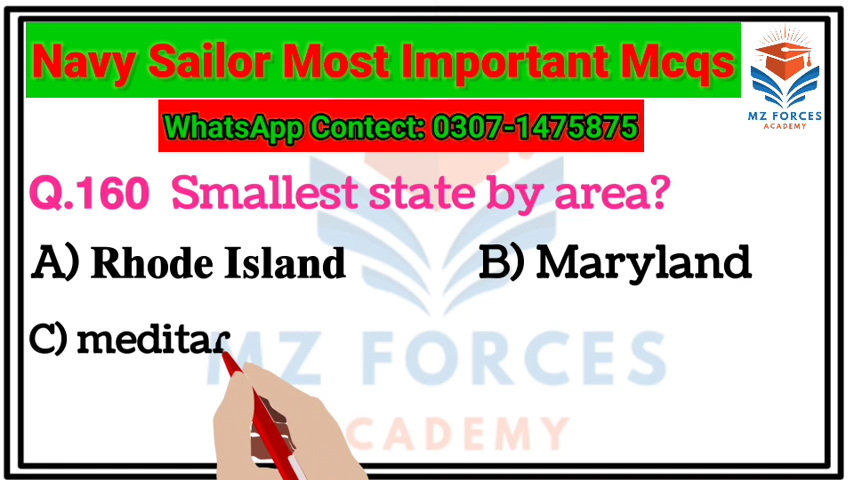 Navy Sailor Most Important Mcqs
MZ FORCES
ACADEMY
WhatsApp Contect: 0307-1475875
Q.160 Smallest state by area?
A) Rhode Island
B) Maryland
C) meditar
MZ FORCES
ACADEMY